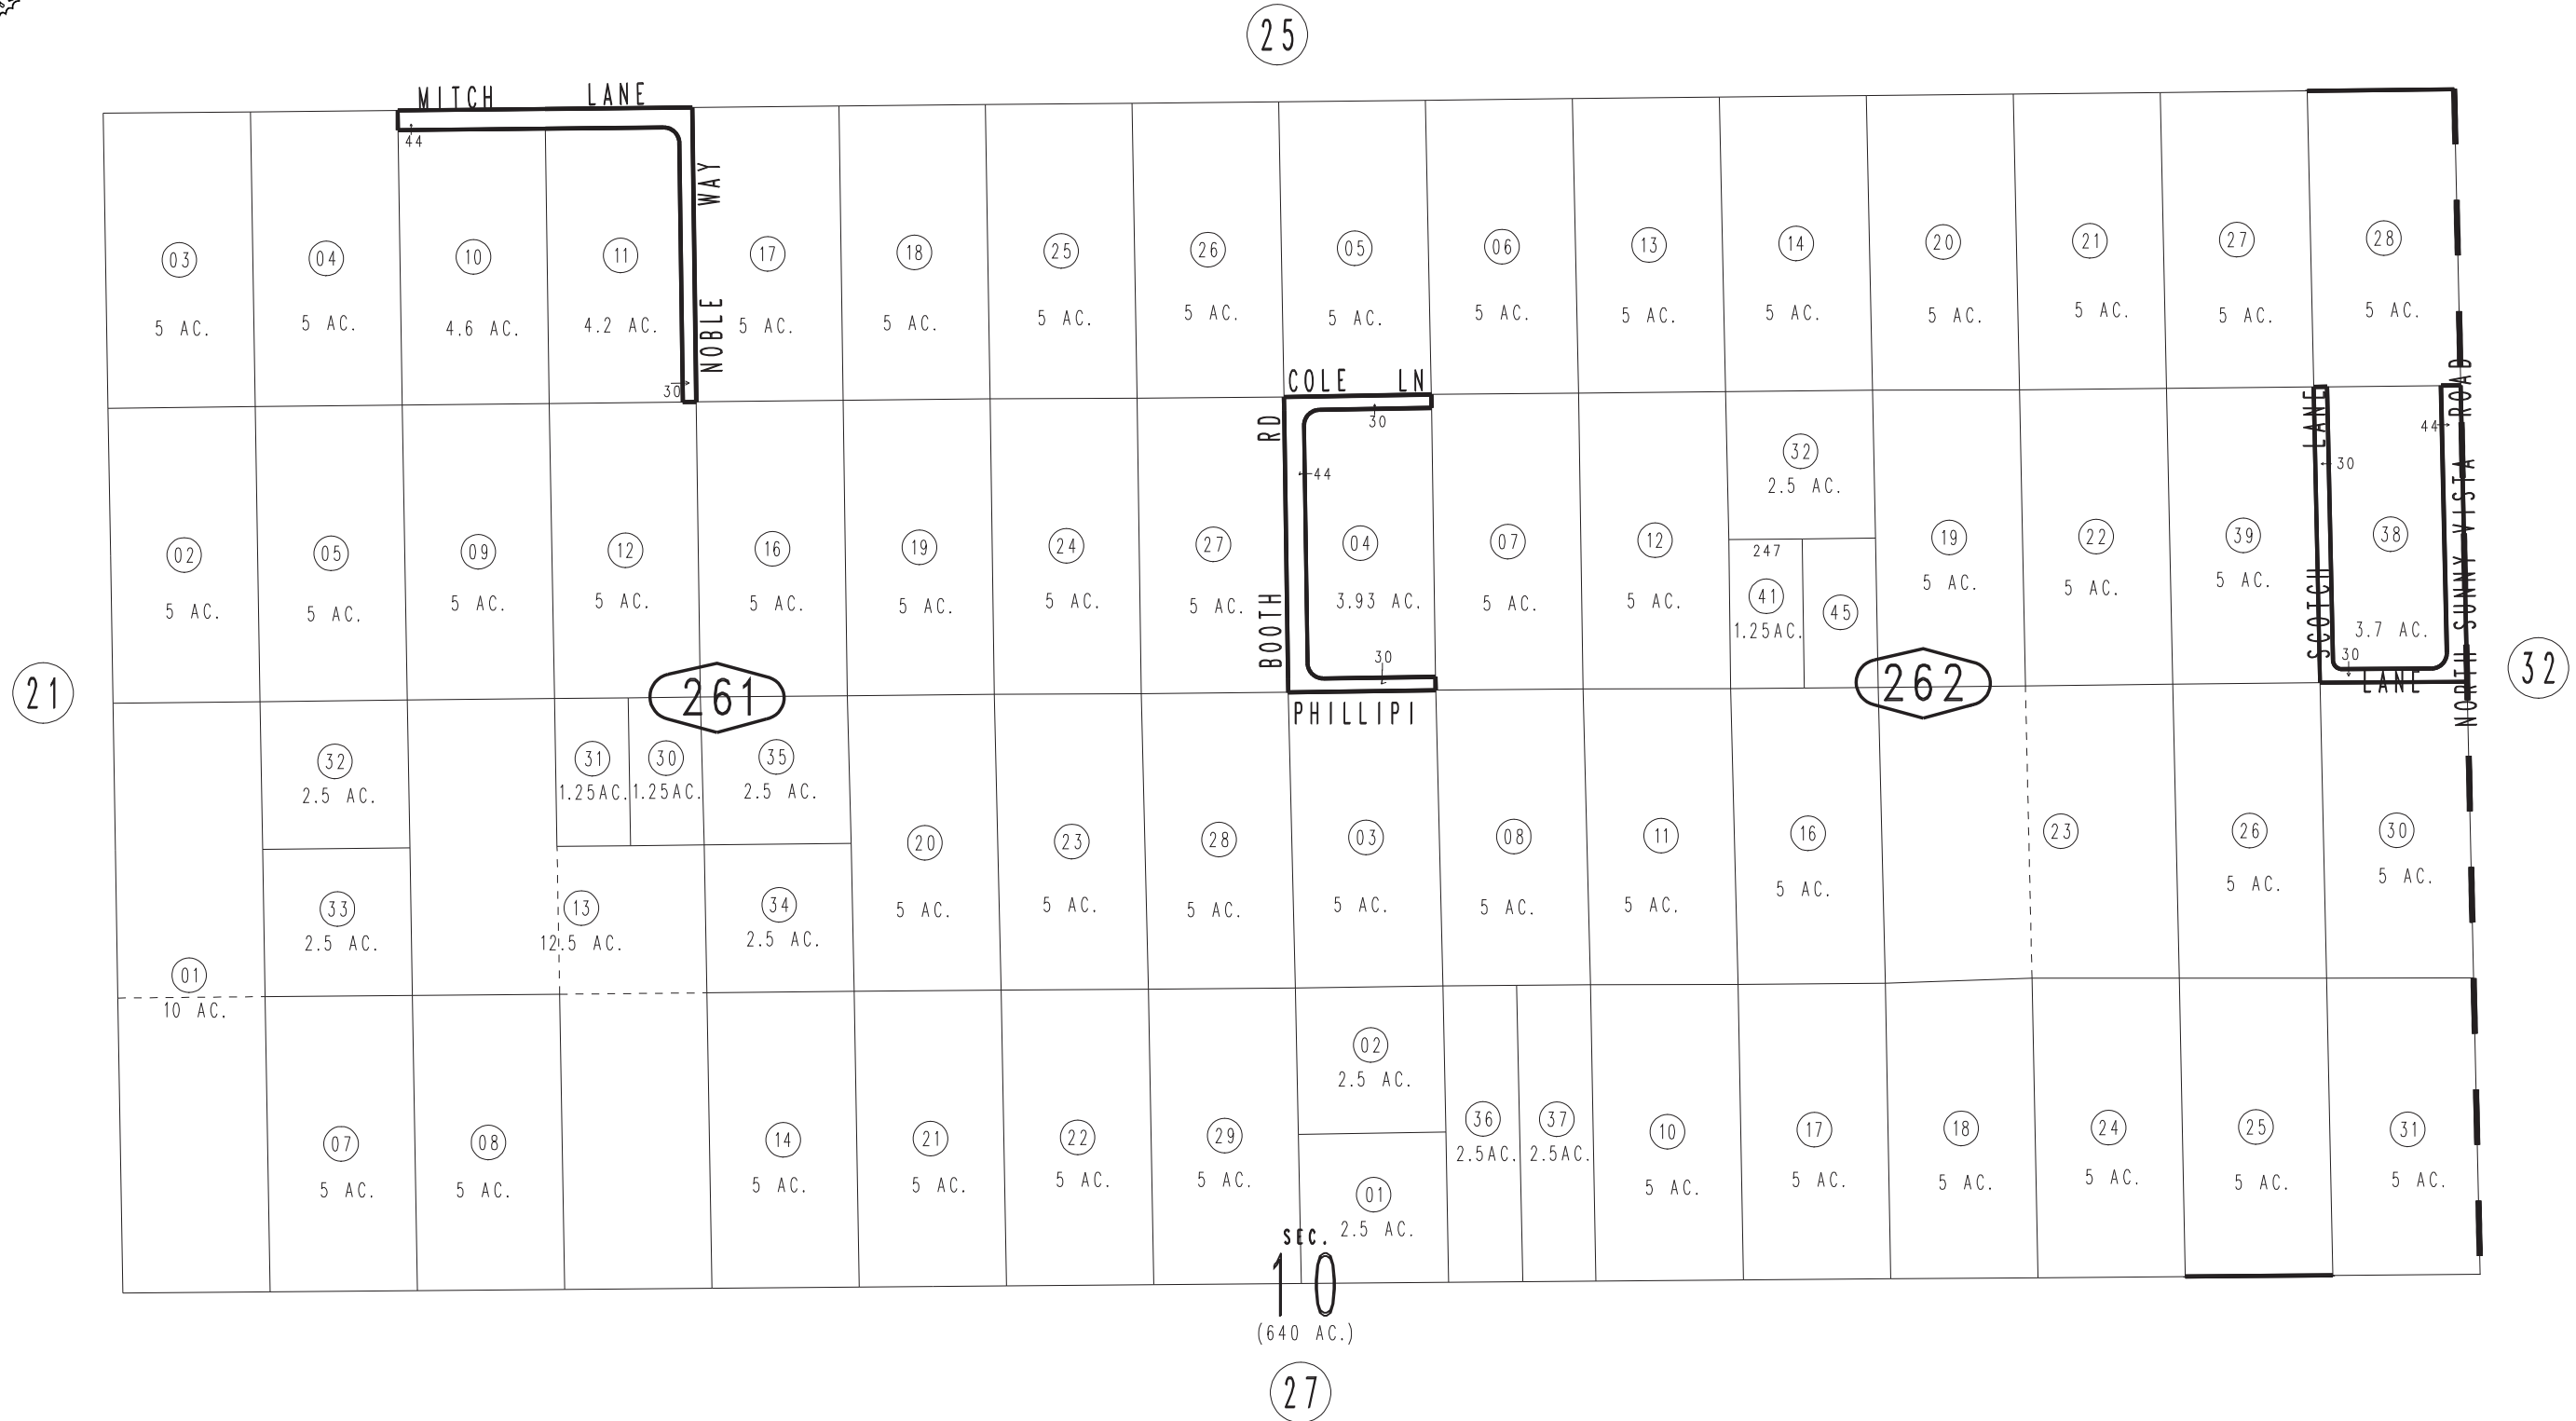 25
MITCH LANE
44
WAY
NOBLE
30
03
5 AC.
04
5 AC.
10
4.6 AC.
11
4.2 AC.
17
5 AC.
18
5 AC.
25
5 AC.
26
5 AC.
05
5 AC.
06
5 AC.
13
5 AC.
14
5 AC.
20
5 AC.
21
5 AC.
27
5 AC.
28
5 AC.
COLE LN
30
BOOTH RD
44
30
PHILLIPI
SCOTCH LANE
30
30
LANE
44
NORTH SUNNY VISTA ROAD
02
5 AC.
05
5 AC.
09
5 AC.
12
5 AC.
16
5 AC.
19
5 AC.
24
5 AC.
27
5 AC.
04
3.93 AC.
07
5 AC.
12
5 AC.
32
2.5 AC.
247
41
1.25AC.
45
19
5 AC.
22
5 AC.
39
5 AC.
38
3.7 AC.
21
261
262
32
32
2.5 AC.
31
1.25AC.
30
1.25AC.
35
2.5 AC.
33
2.5 AC.
13
12.5 AC.
34
2.5 AC.
20
5 AC.
23
5 AC.
28
5 AC.
03
5 AC.
08
5 AC.
11
5 AC.
16
5 AC.
23
26
5 AC.
30
5 AC.
01
10 AC.
07
5 AC.
08
5 AC.
14
5 AC.
21
5 AC.
22
5 AC.
29
5 AC.
02
2.5 AC.
01
2.5 AC.
36
2.5AC.
37
2.5AC.
10
5 AC.
17
5 AC.
18
5 AC.
24
5 AC.
25
5 AC.
31
5 AC.
SEC.
10
(640 AC.)
27